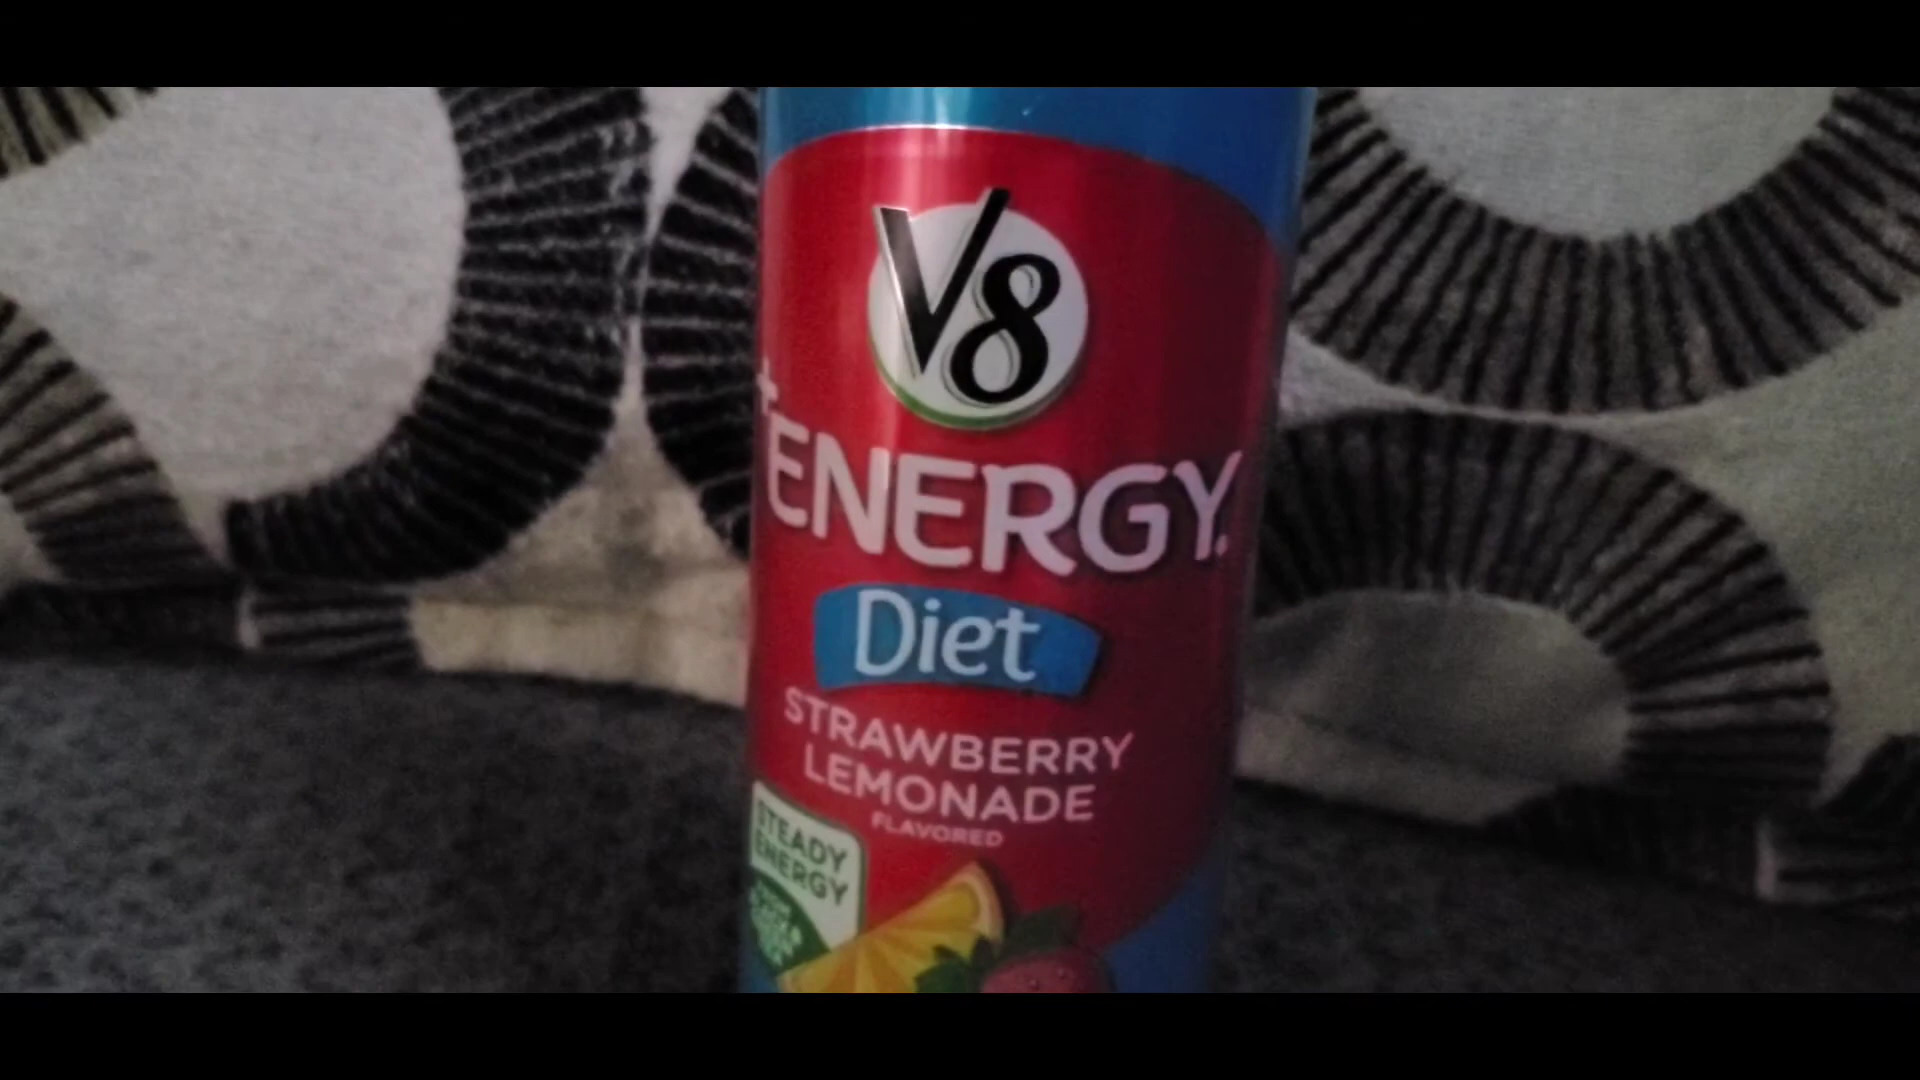 V8
+ENERGY.
Diet
STRAWBERRY
LEMONADE
FLAVORED
STEADY
ENERGY